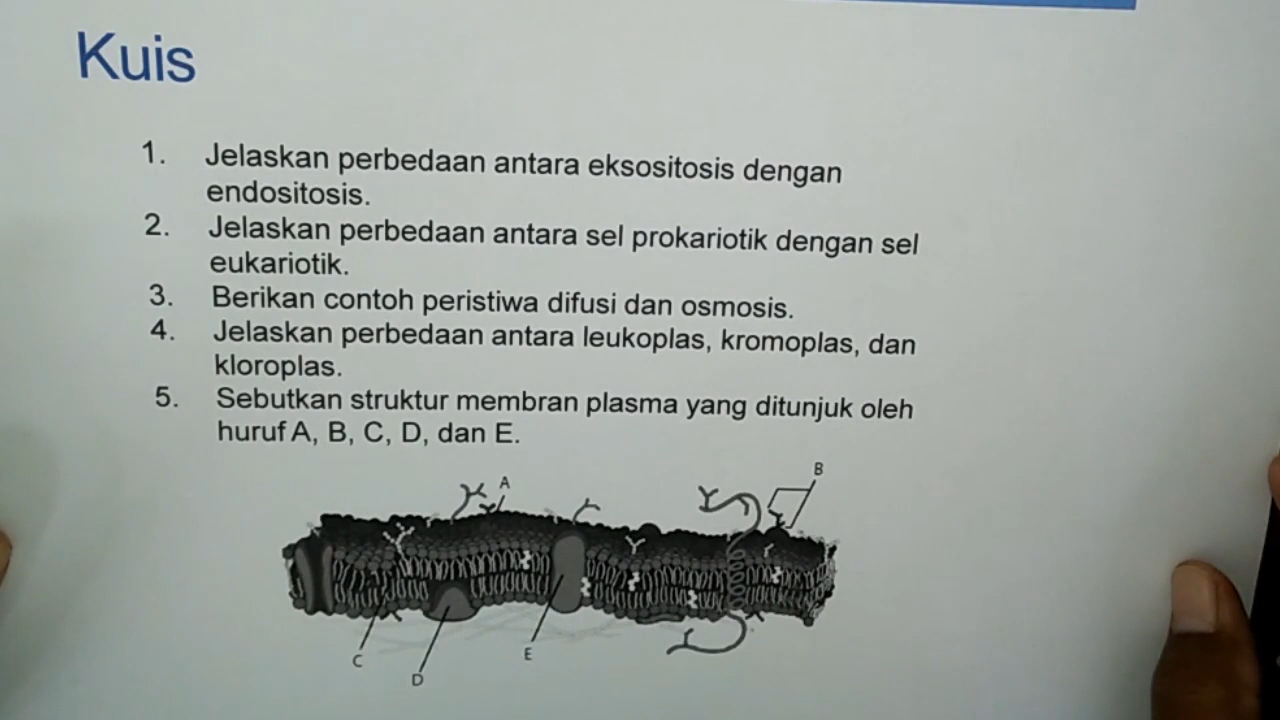 Kuis
1. Jelaskan perbedaan antara eksositosis dengan
endositosis.
2. Jelaskan perbedaan antara sel prokariotik dengan sel
eukariotik.
3. Berikan contoh peristiwa difusi dan osmosis.
4. Jelaskan perbedaan antara leukoplas, kromoplas, dan
kloroplas.
5. Sebutkan struktur membran plasma yang ditunjuk oleh
huruf A, B, C, D, dan E.
B
A
E
C
D